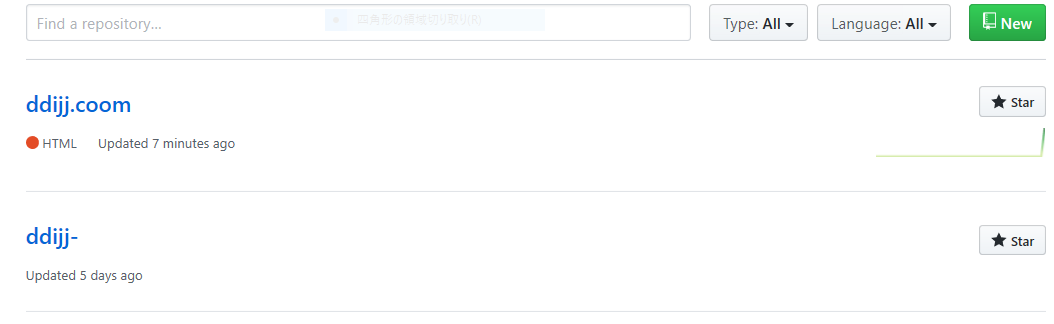 Find a repository...
四角形の領域切り取り(R)
Type: All
Language: All
New
ddijj.coom
Star
HTML Updated 7 minutes ago
ddijj-
Star
Updated 5 days ago